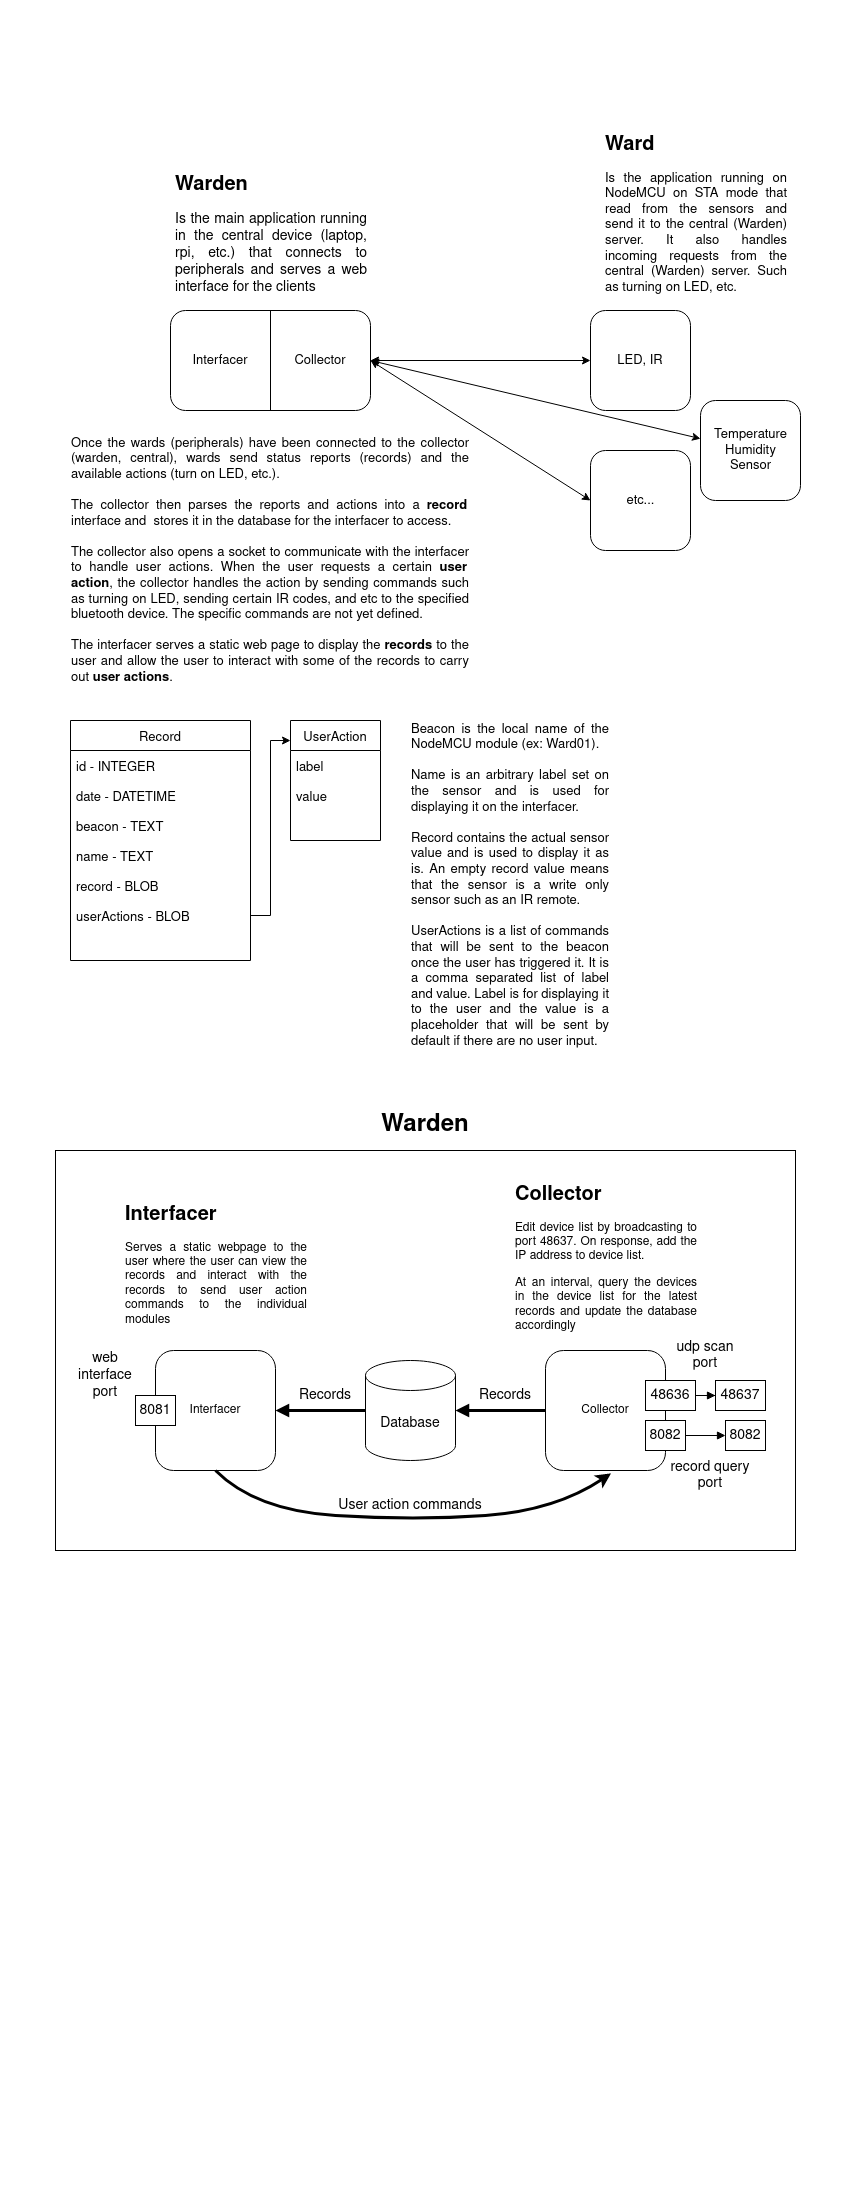 Ward
Is the application running on
NodeMCU on STA mode that
read from the sensors and
send it to the central (Warden)
server. It also handles
incoming requests from the
central (Warden) server. Such
as turning on LED, etc.
Warden
Is the main application running
in the central device (laptop,
rpi, etc.) that connects to
peripherals and serves a web
interface for the clients
Interfacer
Collector
LED, IR
Temperature
Humidity
Sensor
etc...
Once the wards (peripherals) have been connected to the collector
(warden, central), wards send status reports (records) and the
available actions (turn on LED, etc.).
The collector then parses the reports and actions into a record
interface and stores it in the database for the interfacer to access.
The collector also opens a socket to communicate with the interfacer
to handle user actions. When the user requests a certain user
action, the collector handles the action by sending commands such
as turning on LED, sending certain IR codes, and etc to the specified
bluetooth device. The specific commands are not yet defined.
The interfacer serves a static web page to display the records to the
user and allow the user to interact with some of the records to carry
out user actions.
Record
id - INTEGER
date - DATETIME
beacon - TEXT
name - TEXT
record - BLOB
userActions - BLOB
UserAction
label
value
Beacon is the local name of the
NodeMCU module (ex: Ward01).
Name is an arbitrary label set on
the sensor and is used for
displaying it on the interfacer.
Record contains the actual sensor
value and is used to display it as
is. An empty record value means
that the sensor is a write only
sensor such as an IR remote.
UserActions is a list of commands
that will be sent to the beacon
once the user has triggered it. It is
a comma separated list of label
and value. Label is for displaying it
to the user and the value is a
placeholder that will be sent by
default if there are no user input.
Warden
Interfacer
Serves a static webpage to the
user where the user can view the
records and interact with the
records to send user action
commands to the individual
modules
Collector
Edit device list by broadcasting to
port 48637. On response, add the
IP address to device list.
At an interval, query the devices
in the device list for the latest
records and update the database
accordingly
web
interface
port
8081
Interfacer
Records
Database
Records
Collector
udp scan
port
48636
48637
8082
8082
record query
port
User action commands